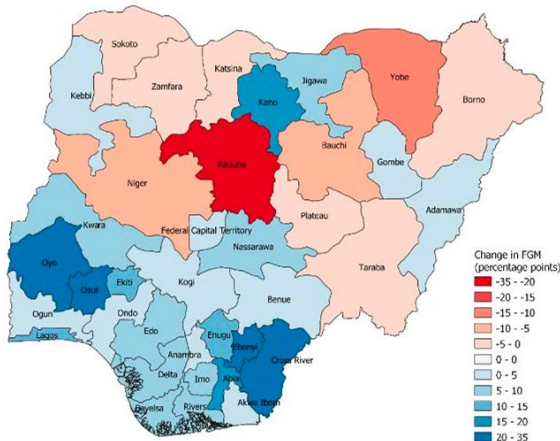 Sokoto
Katsina
Yobe
Jigawa
Zamfara
Kebbi
Kano
Borno
Bauchi
Kaduna
Gombe
Niger
Adamawa
Plateau
Kwara
Federal Capital Territory
Nassarawa
Oyo
Taraba
Osun
Ekiti
Kogi
Benue
Ogun
Ondo
Edo
Lagos
Enugu
Ebonyi
Anambra
Cross River
Delta
Imo
Abia
Bayelsa
Rivers
Akwa Ibom
Change in FGM
(percentage points)
-35 - -20
-20 - -15
-15 - -10
-10 - -5
-5 - 0
0 - 0
0 - 5
5 - 10
10 - 15
15 - 20
20 - 35